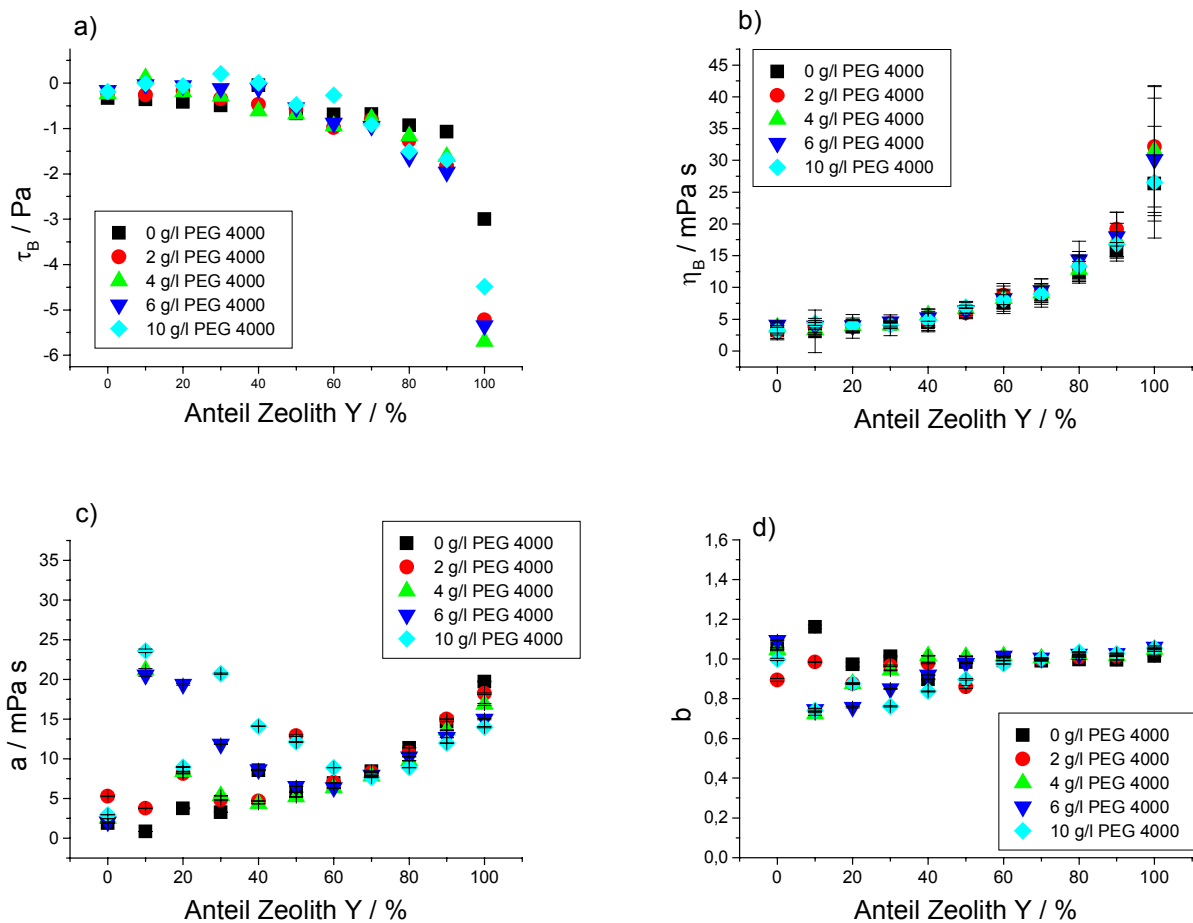 a)
0
-1
-2
-3
-4
-5
-6
τB / Pa
0 g/l PEG 4000
2 g/l PEG 4000
4 g/l PEG 4000
6 g/l PEG 4000
10 g/l PEG 4000
0 20 40 60 80 100
Anteil Zeolith Y / %
b)
45
40
35
30
25
20
15
10
5
0
ηB / mPa s
0 g/l PEG 4000
2 g/l PEG 4000
4 g/l PEG 4000
6 g/l PEG 4000
10 g/l PEG 4000
0 20 40 60 80 100
Anteil Zeolith Y / %
c)
35
30
25
20
15
10
5
0
a / mPa s
0 g/l PEG 4000
2 g/l PEG 4000
4 g/l PEG 4000
6 g/l PEG 4000
10 g/l PEG 4000
0 20 40 60 80 100
Anteil Zeolith Y / %
d)
1,6
1,4
1,2
1,0
0,8
0,6
0,4
0,2
0,0
b
0 g/l PEG 4000
2 g/l PEG 4000
4 g/l PEG 4000
6 g/l PEG 4000
10 g/l PEG 4000
0 20 40 60 80 100
Anteil Zeolith Y / %